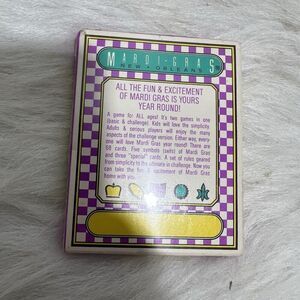 MARDI-GRAS
NEW • ORLEANS
ALL THE FUN & EXCITEMENT
OF MARDI GRAS IS YOURS
YEAR ROUND!
A game for ALL ages! It's two games in one
(basic & challenge). Kids will love the simplicity
Adults & serious players will enjoy the many
aspects of the challenge version. Either way, every
one will love Mardi Gras year round! There are
60 cards. Five symbols (twist) of Mardi Gras
and three "special" cards. A set of rules geared
from simplicity to the ultimate in challenge. Now you
can take the fun & excitement of Mardi Gras
home with you.